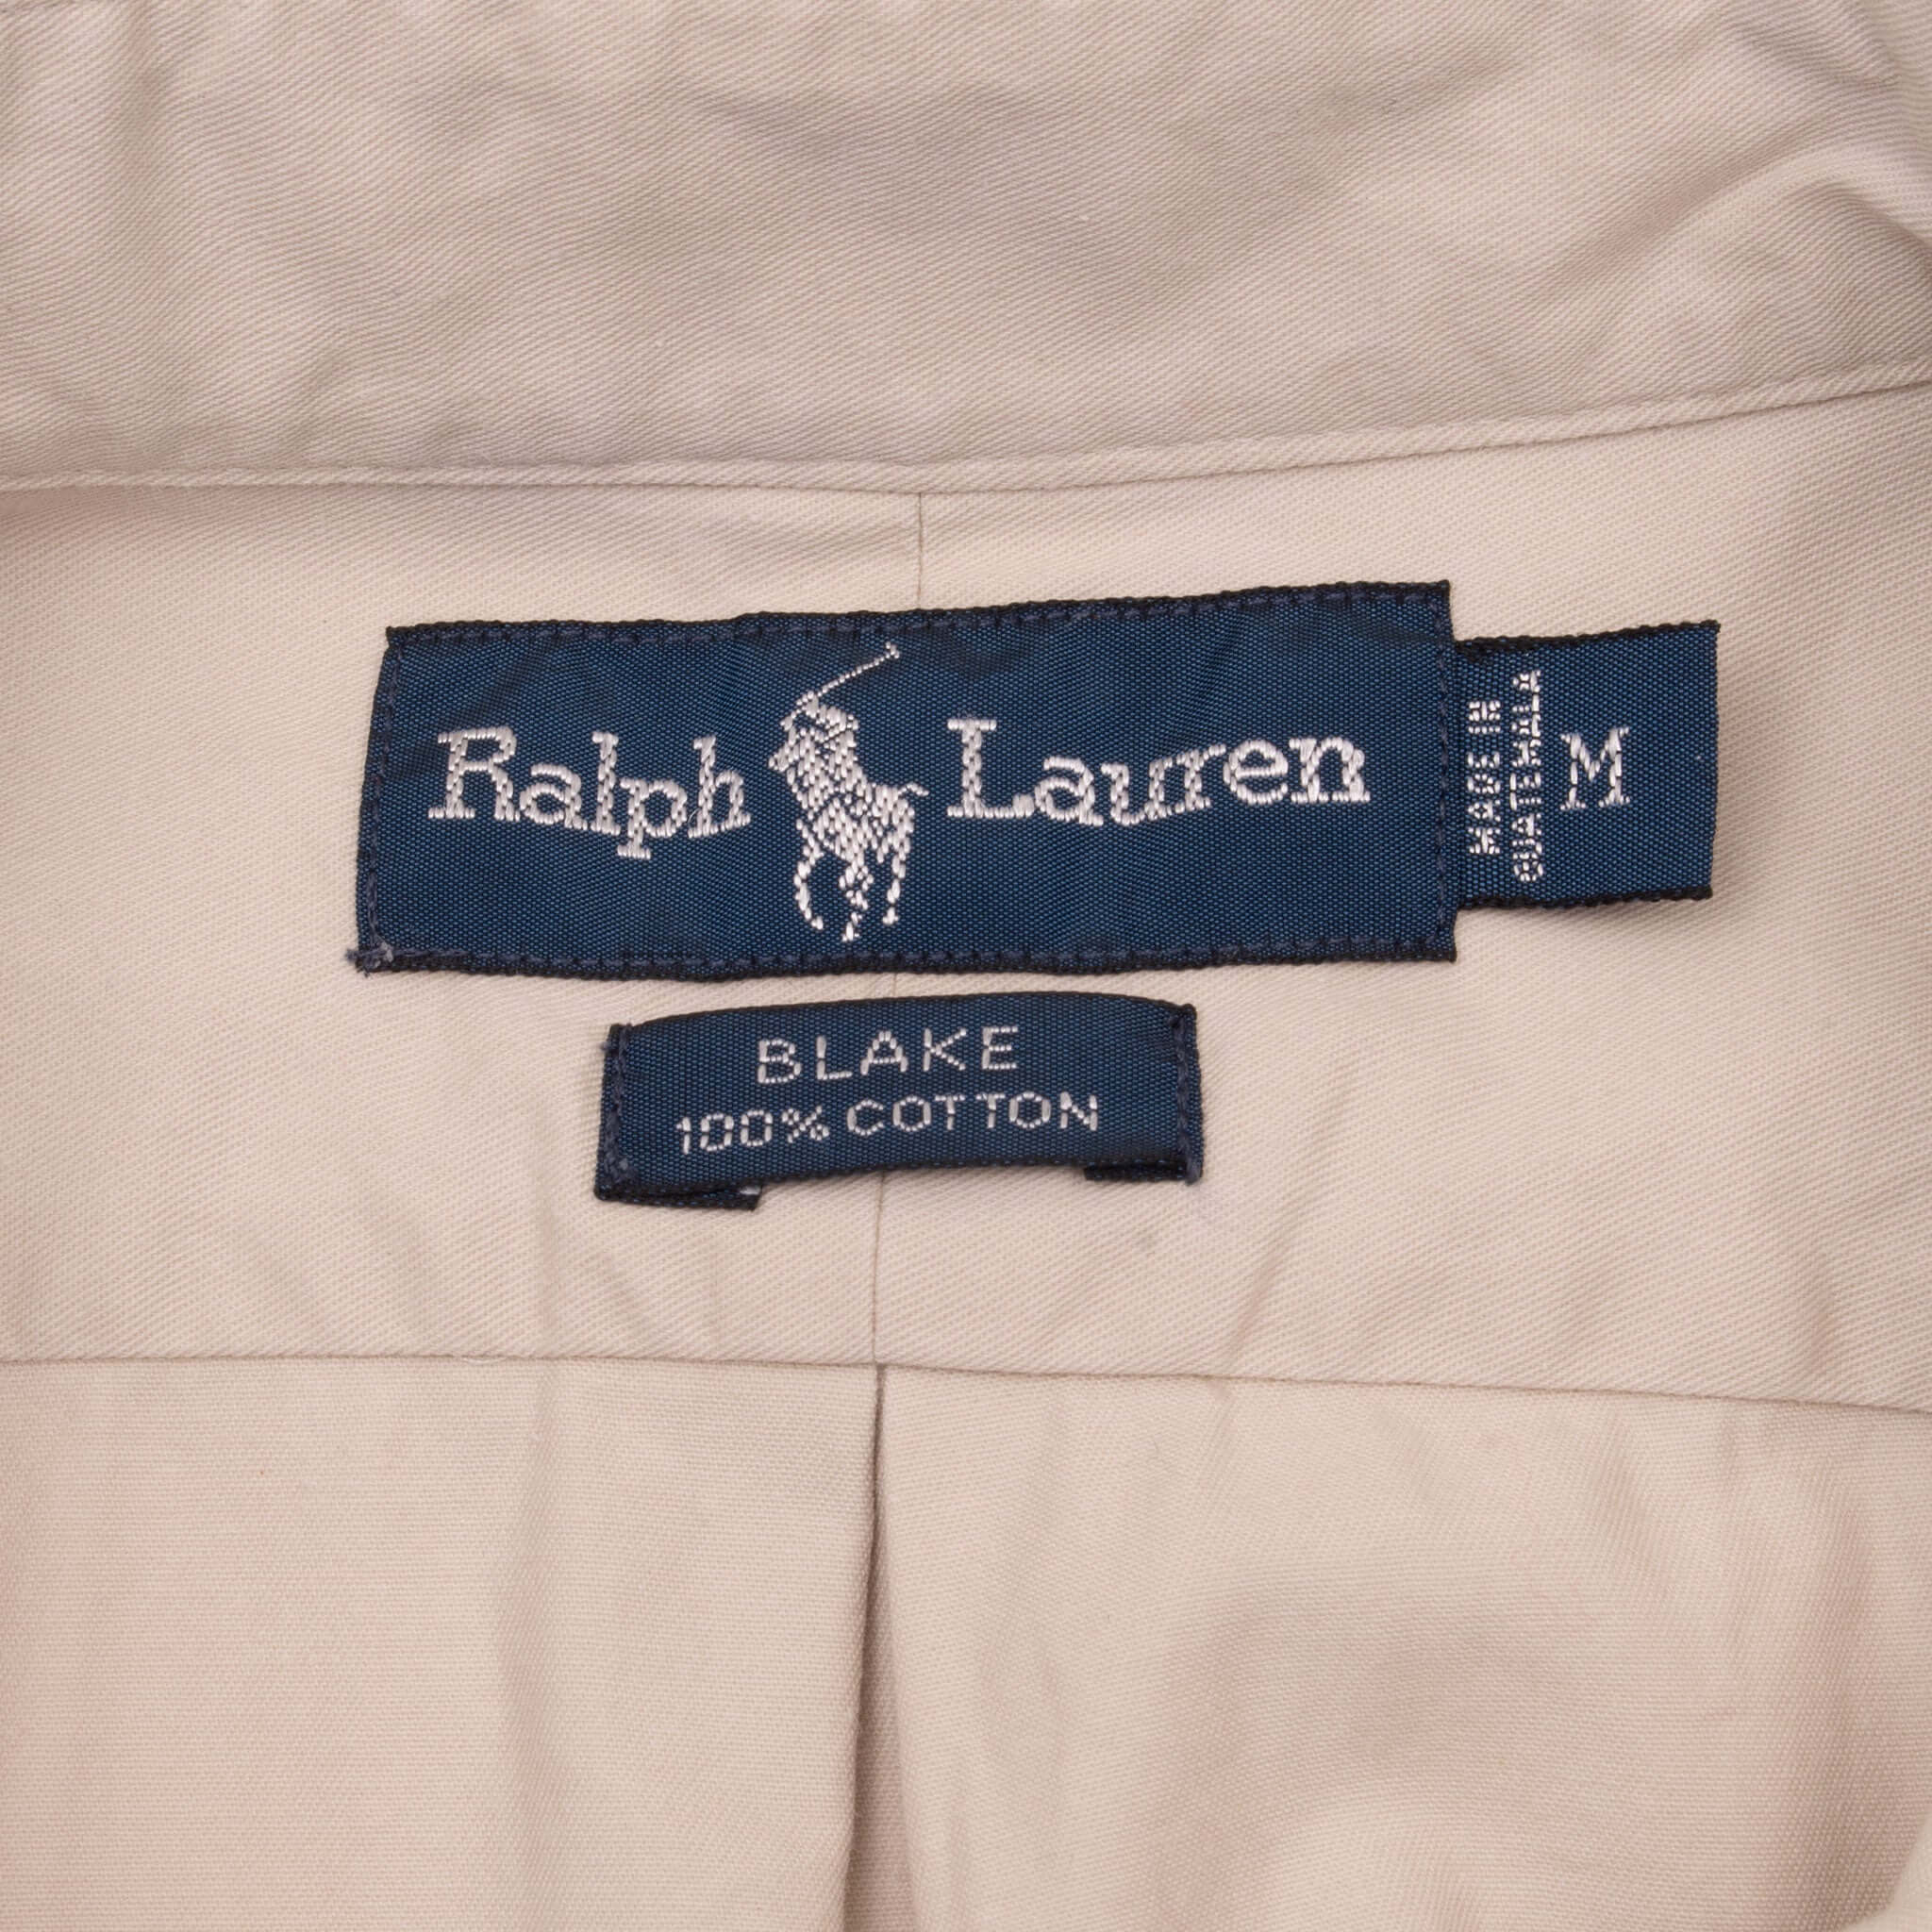 Ralph Lauren
MADE IN
GUATEMALA
M
BLAKE
100% COTTON